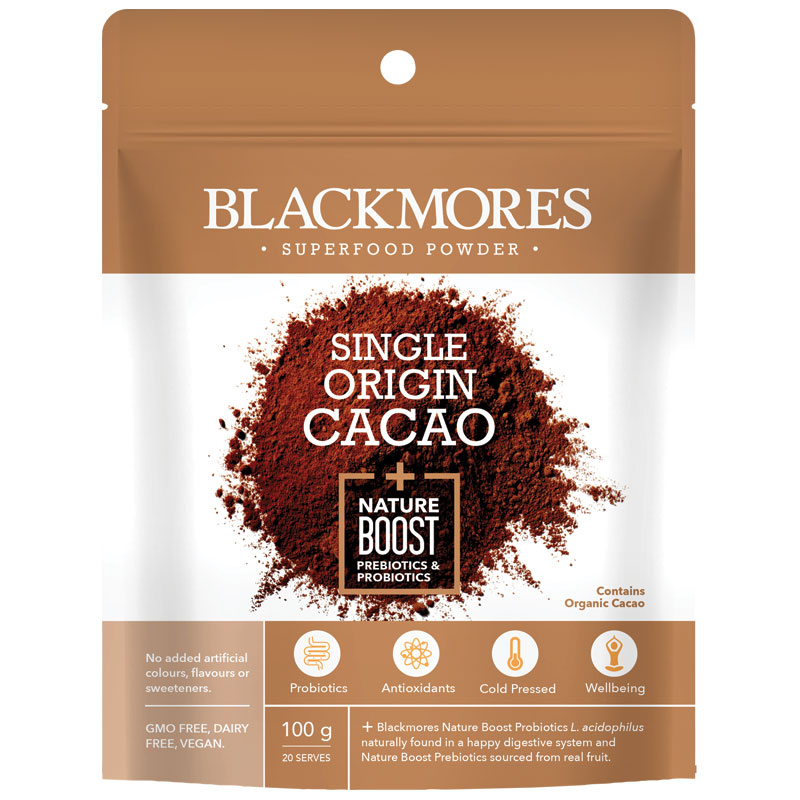 BLACKMORES
• SUPERFOOD POWDER •
SINGLE
ORIGIN
CACAO
+
NATURE
BOOST
PREBIOTICS &
PROBIOTICS
Contains
Organic Cacao
No added artificial
colours, flavours or
sweeteners.
GMO FREE, DAIRY
FREE, VEGAN.
Probiotics
Antioxidants
Cold Pressed
Wellbeing
100 g
20 SERVES
+ Blackmores Nature Boost Probiotics L. acidophilus
naturally found in a happy digestive system and
Nature Boost Prebiotics sourced from real fruit.